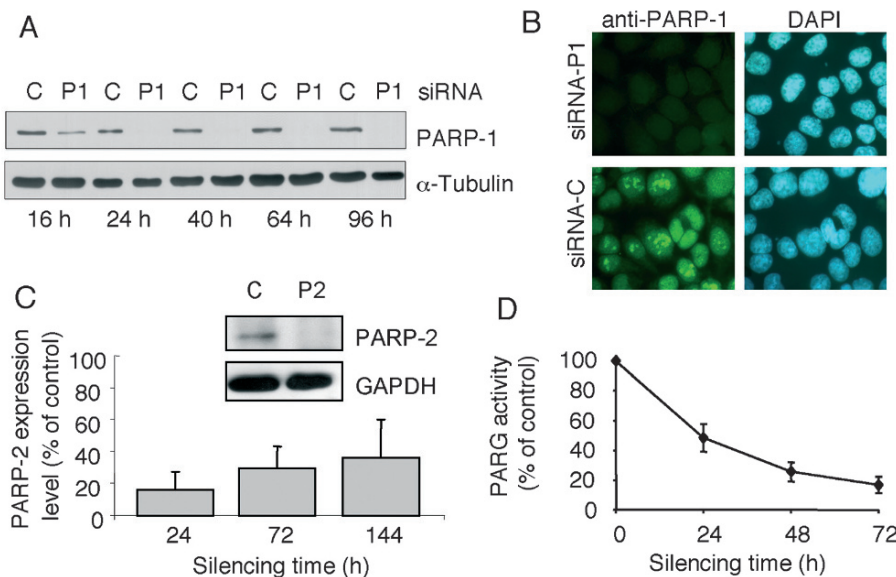 A
C P1 C P1 C P1 C P1 C P1 siRNA
PARP-1
α-Tubulin
16 h 24 h 40 h 64 h 96 h
B
anti-PARP-1 DAPI
siRNA-P1
siRNA-C
C
C P2
PARP-2
GAPDH
PARP-2 expression
level (% of control)
100
80
60
40
20
0
24 72 144
Silencing time (h)
D
PARG activity
(% of control)
100
80
60
40
20
0
0 24 48 72
Silencing time (h)